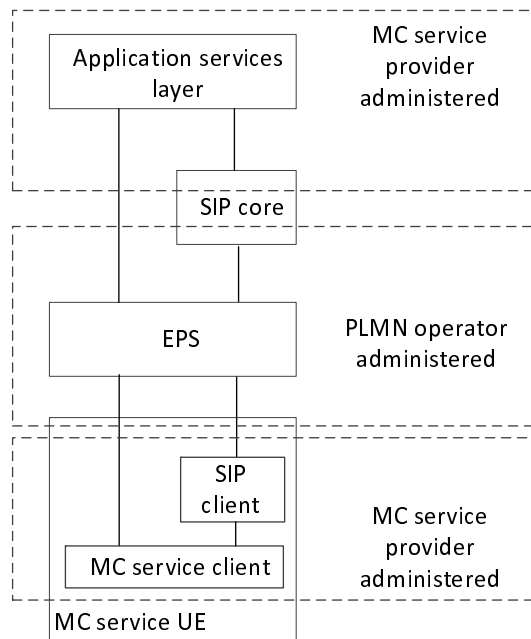 Application services
layer
MC service
provider
administered
SIP core
EPS
PLMN operator
administered
SIP
client
MC service client
MC service
provider
administered
MC service UE